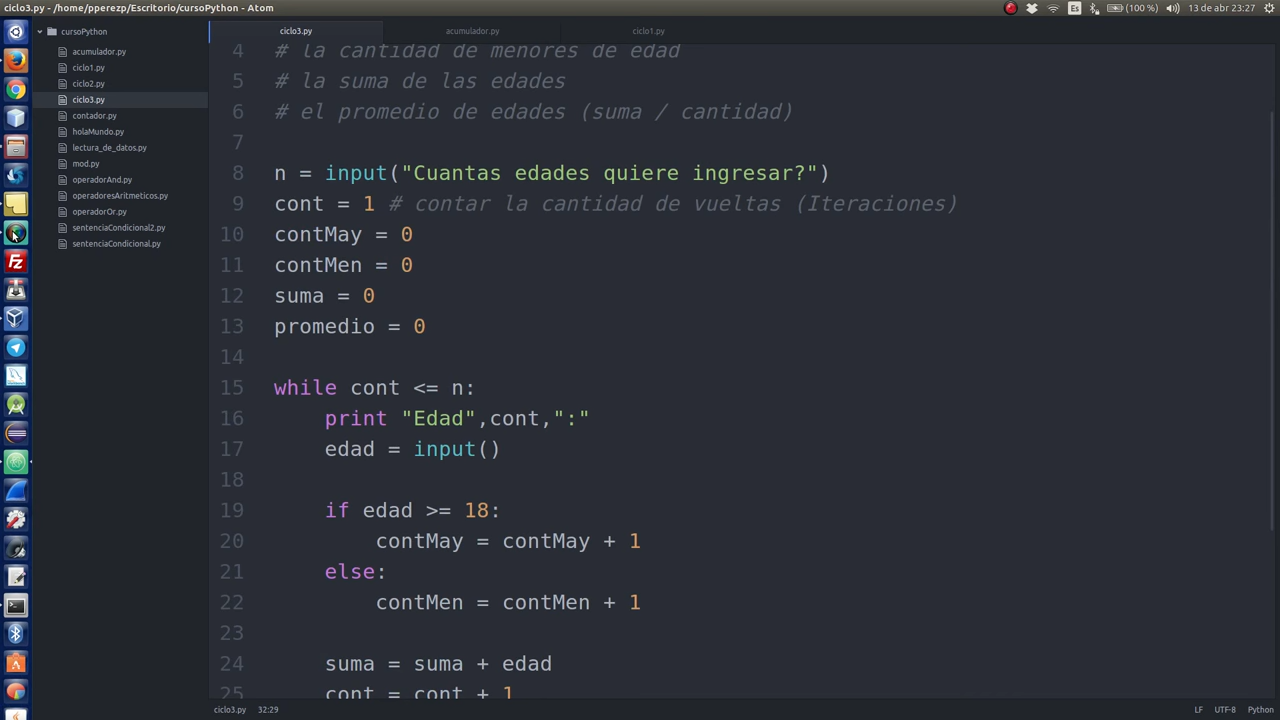 ciclo3.py - /home/pperezp/Escritorio/cursoPython - Atom
Es
(100 %)
13 de abr 23:27
cursoPython
acumulador.py
ciclo1.py
ciclo2.py
ciclo3.py
contador.py
holaMundo.py
lectura_de_datos.py
mod.py
operadorAnd.py
operadoresAritmeticos.py
operadorOr.py
sentenciaCondicional2.py
sentenciaCondicional.py
ciclo3.py
acumulador.py
ciclo1.py
4 # la cantidad de menores de edad
5 # la suma de las edades
6 # el promedio de edades (suma / cantidad)
7
8 n = input("Cuantas edades quiere ingresar?")
9 cont = 1 # contar la cantidad de vueltas (Iteraciones)
10 contMay = 0
11 contMen = 0
12 suma = 0
13 promedio = 0
14
15 while cont <= n:
16 print "Edad",cont,":"
17 edad = input()
18
19 if edad >= 18:
20 contMay = contMay + 1
21 else:
22 contMen = contMen + 1
23
24 suma = suma + edad
25 cont = cont + 1
ciclo3.py
32:29
LF
UTF-8
Python